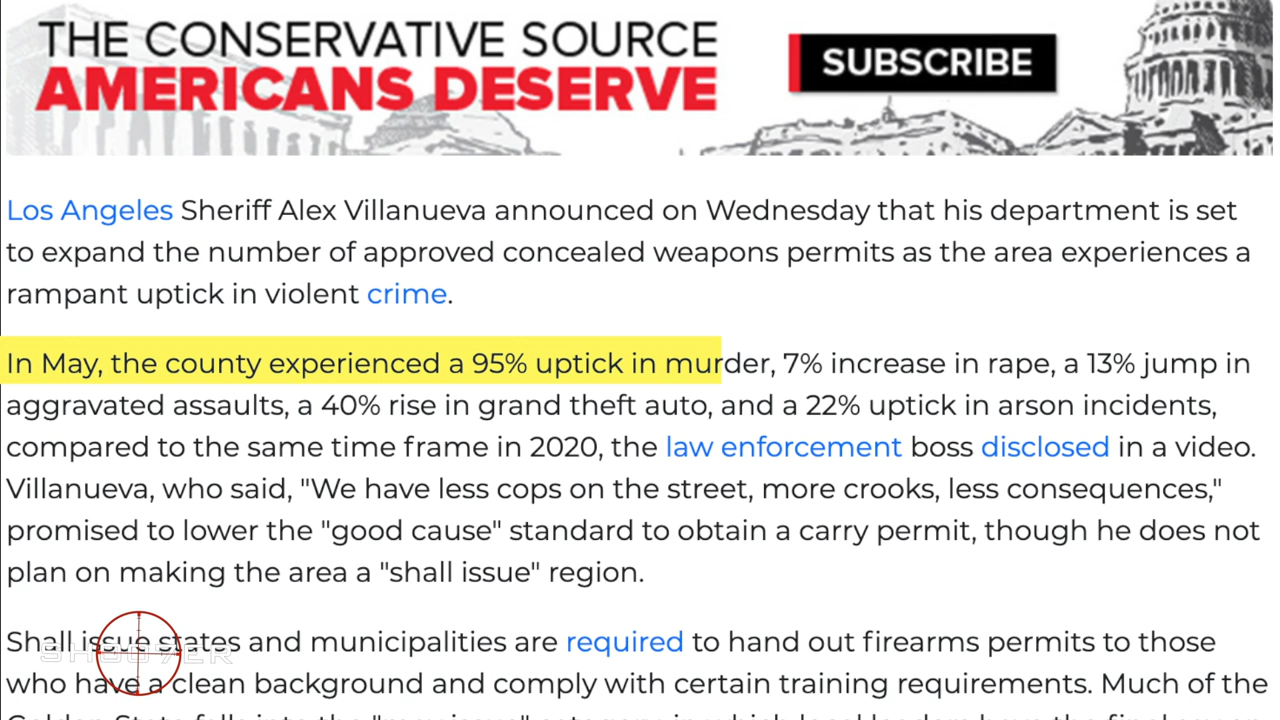 THE CONSERVATIVE SOURCE
AMERICANS DESERVE
SUBSCRIBE
Los Angeles Sheriff Alex Villanueva announced on Wednesday that his department is set
to expand the number of approved concealed weapons permits as the area experiences a
rampant uptick in violent crime.
In May, the county experienced a 95% uptick in murder, 7% increase in rape, a 13% jump in
aggravated assaults, a 40% rise in grand theft auto, and a 22% uptick in arson incidents,
compared to the same time frame in 2020, the law enforcement boss disclosed in a video.
Villanueva, who said, "We have less cops on the street, more crooks, less consequences,"
promised to lower the "good cause" standard to obtain a carry permit, though he does not
plan on making the area a "shall issue" region.
Shall issue states and municipalities are required to hand out firearms permits to those
who have a clean background and comply with certain training requirements. Much of the